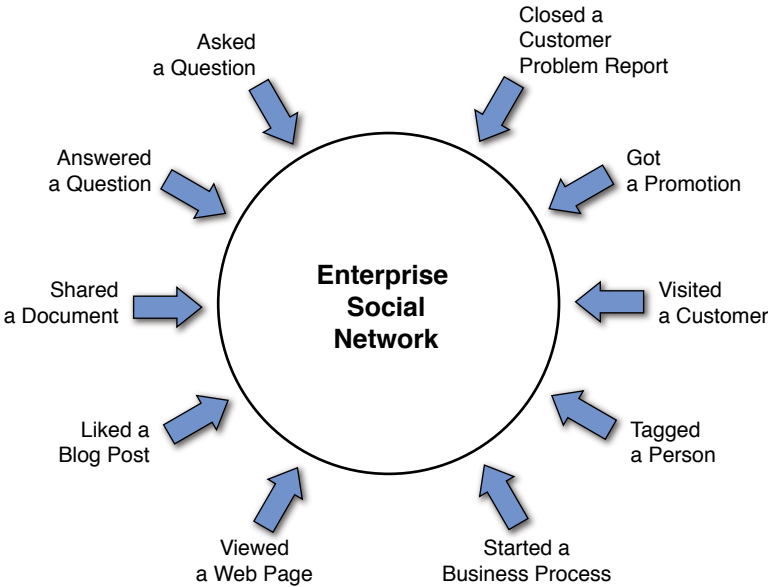 Closed a
Customer
Problem Report
Asked
a Question
Answered
a Question
Got
a Promotion
Enterprise
Social
Network
Shared
a Document
Visited
a Customer
Liked a
Blog Post
Tagged
a Person
Viewed
a Web Page
Started a
Business Process